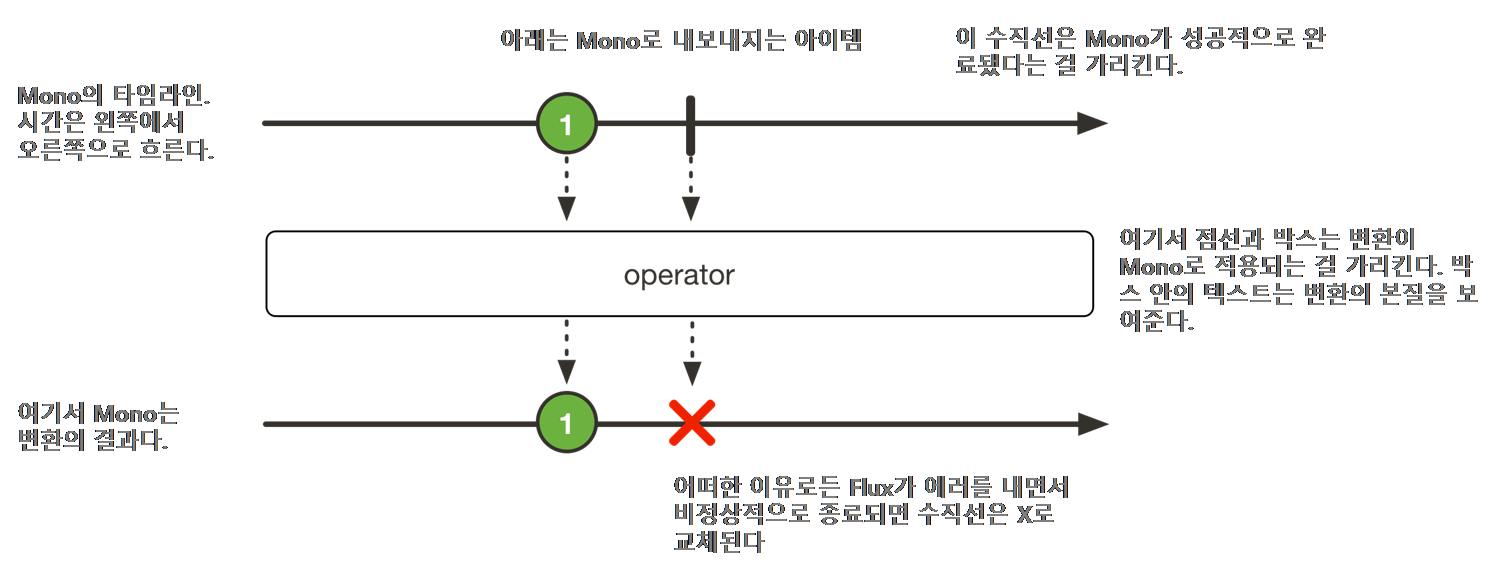 아래는 Mono로 내보내지는 아이템
이 수직선은 Mono가 성공적으로 완
료됐다는 걸 가리킨다.
Mono의 타임라인.
시간은 왼쪽에서
오른쪽으로 흐른다.
1
여기서 점선과 박스는 변환이
Mono로 적용되는 걸 가리킨다. 박
스 안의 텍스트는 변환의 본질을 보
여준다.
operator
여기서 Mono는
변환의 결과다.
1
어떠한 이유로든 Flux가 에러를 내면서
비정상적으로 종료되면 수직선은 X로
교체된다